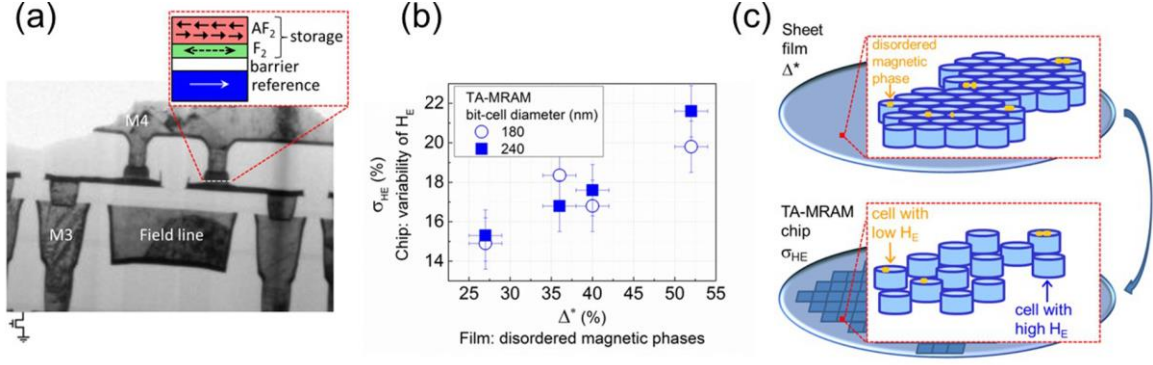 (a)
AF2
F2
storage
barrier
reference
M4
M3
Field line
(b)
TA-MRAM
bit-cell diameter (nm)
180
240
22
20
18
16
14
σHE (%)
Chip: variability of HE
25 30 35 40 45 50 55
Δ* (%)
Film: disordered magnetic phases
(c)
Sheet
film
Δ*
disordered
magnetic
phase
TA-MRAM
chip
σHE
cell with
low HE
cell with
high HE